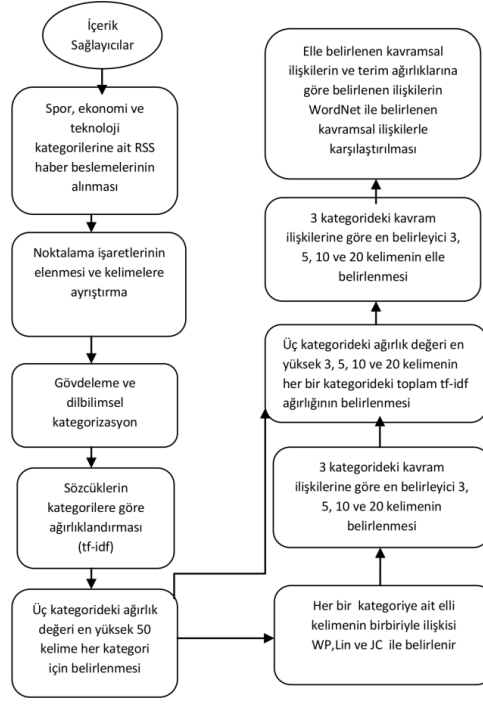 İçerik
Sağlayıcılar
Spor, ekonomi ve
teknoloji
kategorilerine ait RSS
haber beslemelerinin
alınması
Noktalama işaretlerinin
elenmesi ve kelimelere
ayrıştırma
Gövdeleme ve
dilbilimsel
kategorizasyon
Sözcüklerin
kategorilere göre
ağırlıklandırması
(tf-idf)
Üç kategorideki ağırlık
değeri en yüksek 50
kelime her kategori
için belirlenmesi
Her bir kategoriye ait elli
kelimenin birbiriyle ilişkisi
WP,Lin ve JC ile belirlenir
3 kategorideki kavram
ilişkilerine göre en belirleyici 3,
5, 10 ve 20 kelimenin
belirlenmesi
Üç kategorideki ağırlık değeri en
yüksek 3, 5, 10 ve 20 kelimenin
her bir kategorideki toplam tf-idf
ağırlığının belirlenmesi
3 kategorideki kavram
ilişkilerine göre en belirleyici 3,
5, 10 ve 20 kelimenin elle
belirlenmesi
Elle belirlenen kavramsal
ilişkilerin ve terim ağırlıklarına
göre belirlenen ilişkilerin
WordNet ile belirlenen
kavramsal ilişkilerle
karşılaştırılması